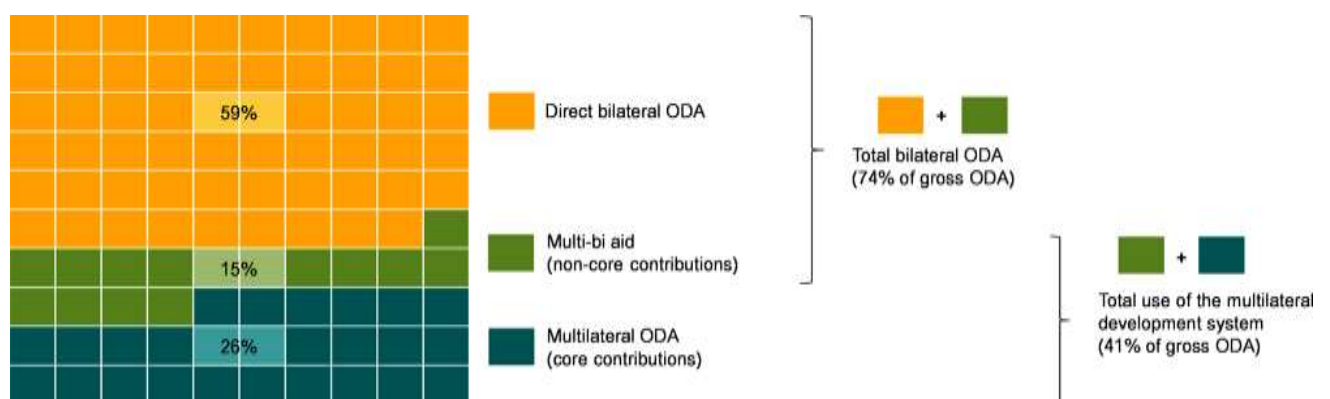 59%
Direct bilateral ODA
+
Total bilateral ODA
(74% of gross ODA)
15%
Multi-bi aid
(non-core contributions)
+
Total use of the multilateral
development system
(41% of gross ODA)
26%
Multilateral ODA
(core contributions)